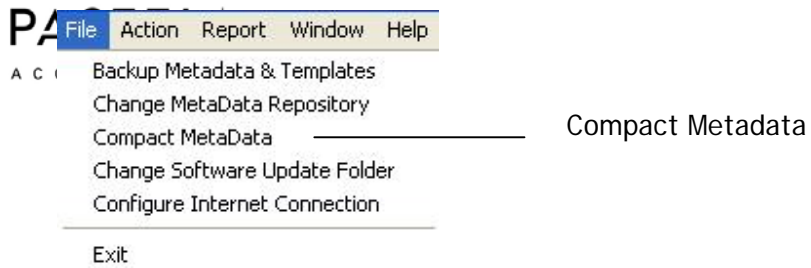 File Action Report Window Help
Backup Metadata & Templates
Change MetaData Repository
Compact MetaData
Compact Metadata
Change Software Update Folder
Configure Internet Connection
Exit